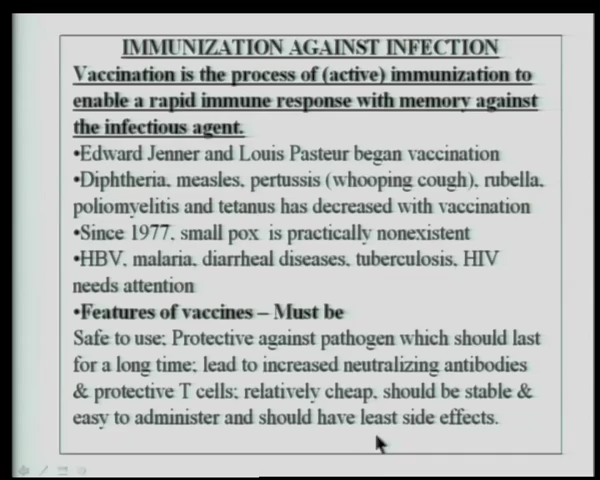 IMMUNIZATION AGAINST INFECTION
Vaccination is the process of (active) immunization to
enable a rapid immune response with memory against
the infectious agent.
•Edward Jenner and Louis Pasteur began vaccination
•Diphtheria, measles, pertussis (whooping cough), rubella,
poliomyelitis and tetanus has decreased with vaccination
•Since 1977, small pox is practically nonexistent
•HBV, malaria, diarrheal diseases, tuberculosis, HIV
needs attention
•Features of vaccines – Must be
Safe to use; Protective against pathogen which should last
for a long time; lead to increased neutralizing antibodies
& protective T cells; relatively cheap, should be stable &
easy to administer and should have least side effects.